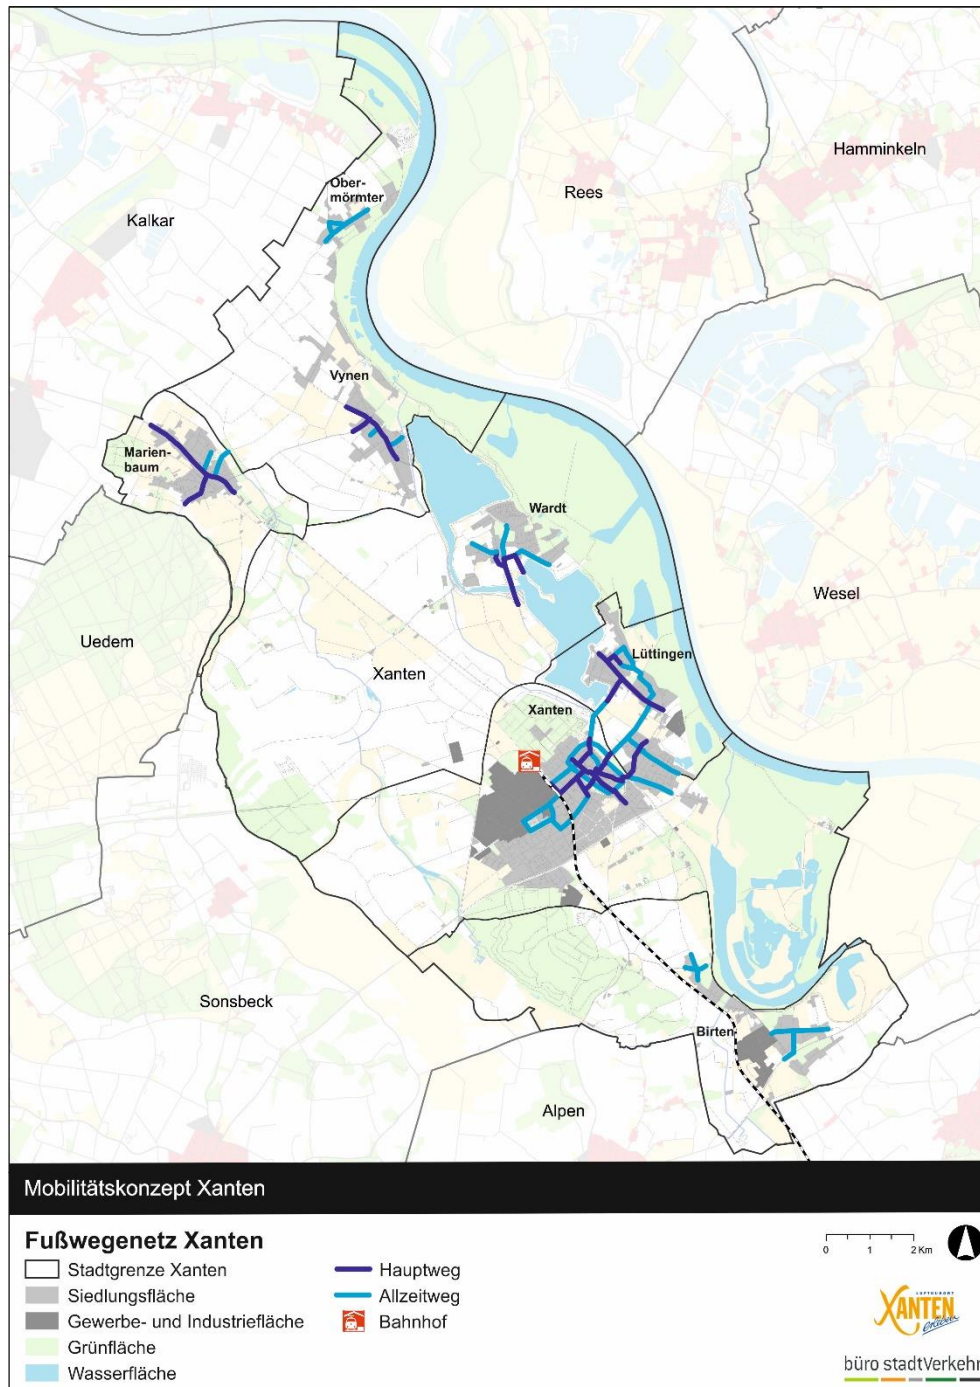 Hamminkeln
Rees
Ober-
mörmter
Kalkar
Vynen
Marien-
baum
Wardt
Wesel
Uedem
Lüttingen
Xanten
Xanten
Sonsbeck
Birten
Alpen
Mobilitätskonzept Xanten
Fußwegenetz Xanten
Stadtgrenze Xanten
Siedlungsfläche
Gewerbe- und Industriefläche
Grünfläche
Wasserfläche
Hauptweg
Allzeitweg
Bahnhof
0 1 2 Km
LUFTKURORT
XANTEN
erleben
büro stadtVerkehr